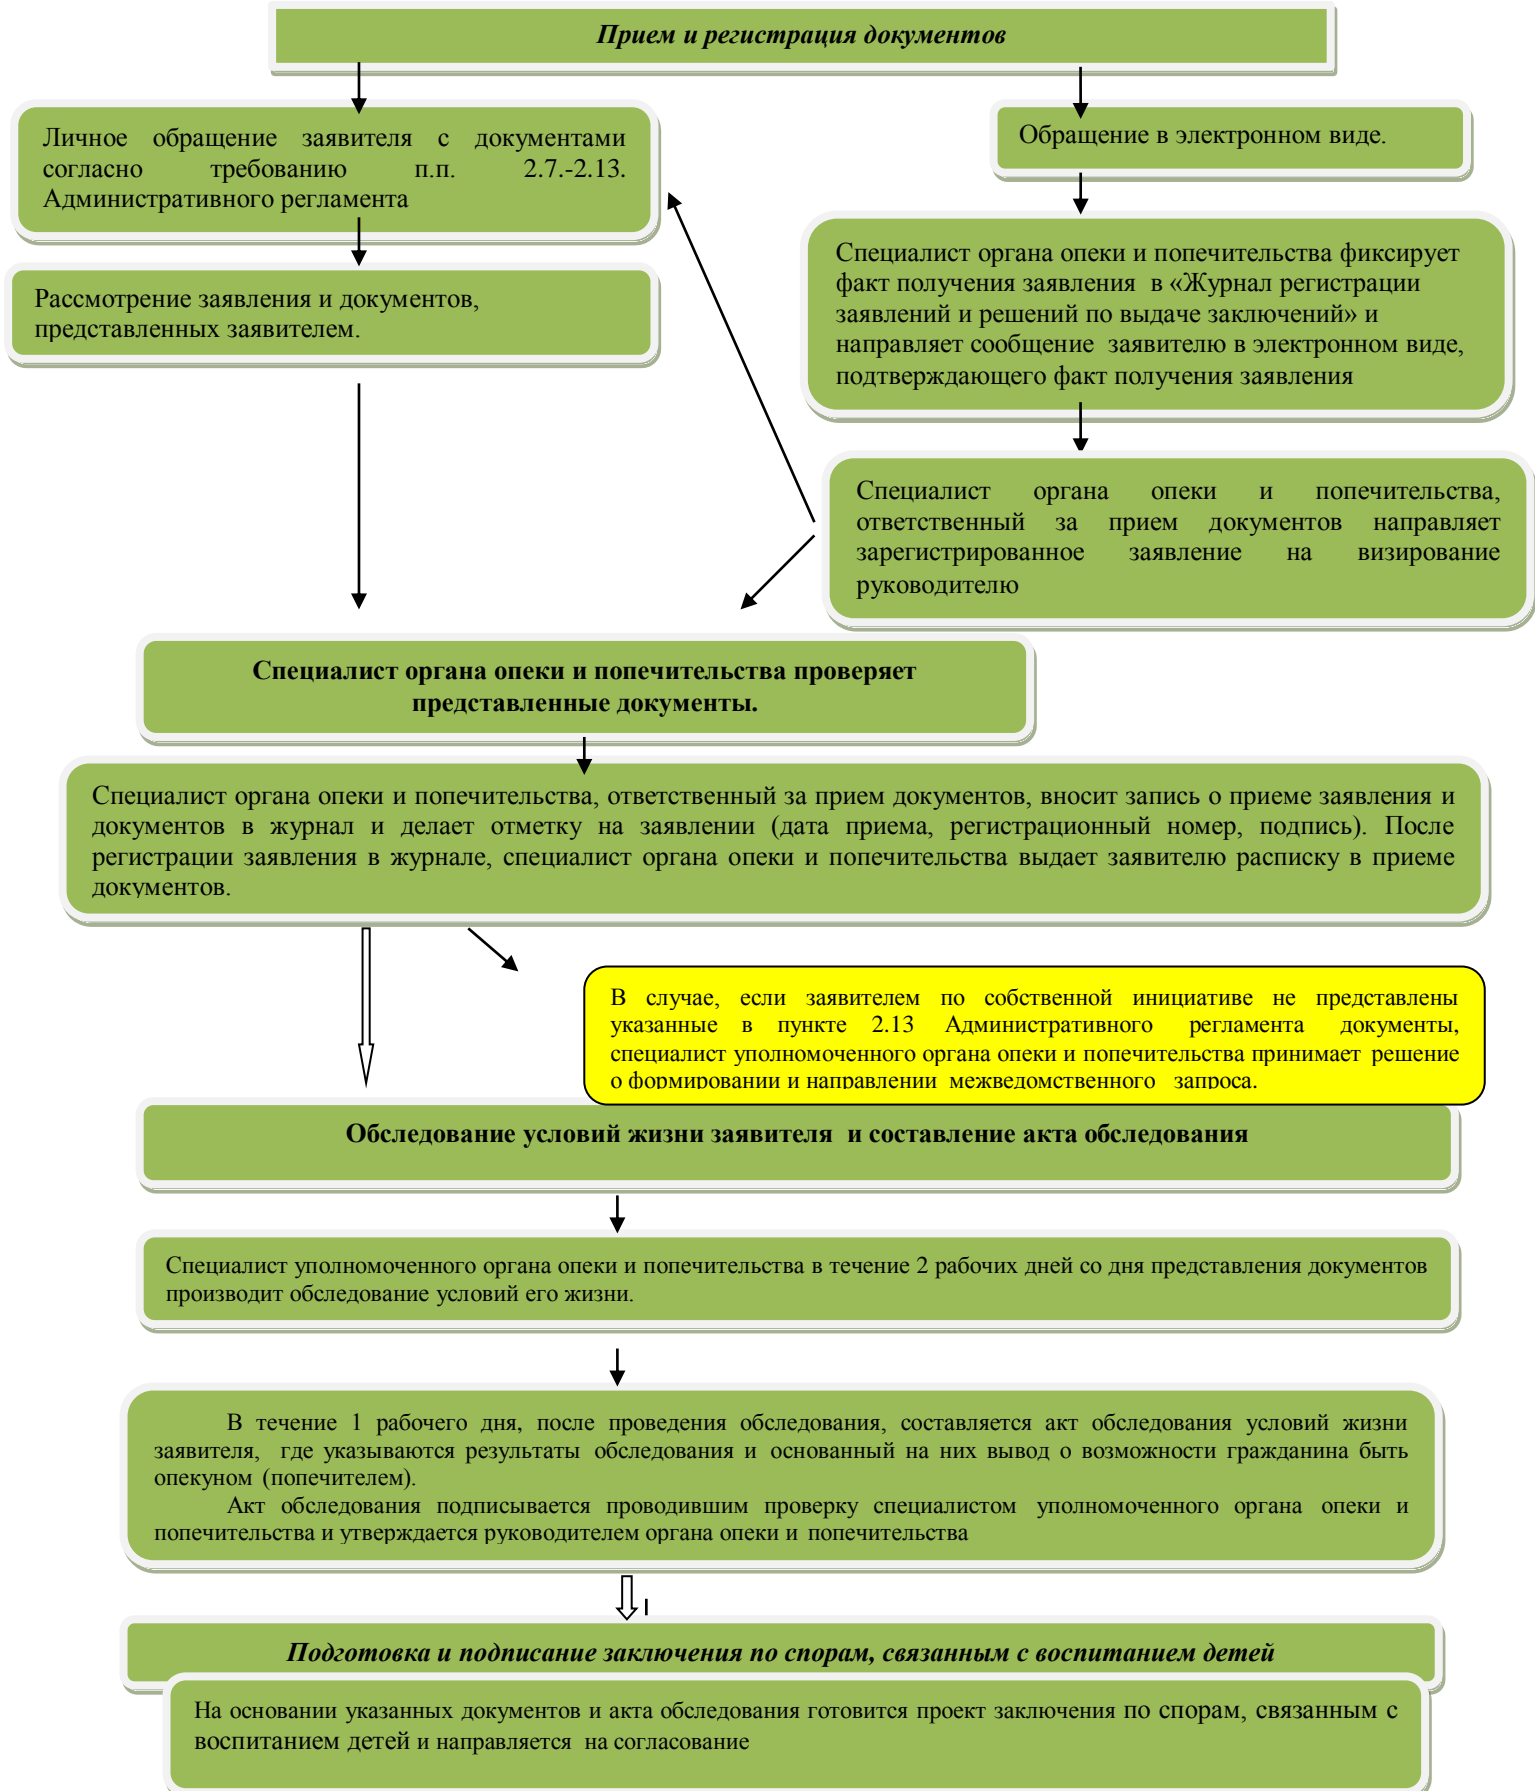 Прием и регистрация документов
Личное обращение заявителя с документами
согласно требованию п.п. 2.7.-2.13.
Административного регламента
Обращение в электронном виде.
Рассмотрение заявления и документов,
представленных заявителем.
Специалист органа опеки и попечительства фиксирует
факт получения заявления в «Журнал регистрации
заявлений и решений по выдаче заключений» и
направляет сообщение заявителю в электронном виде,
подтверждающего факт получения заявления
Специалист органа опеки и попечительства,
ответственный за прием документов направляет
зарегистрированное заявление на визирование
руководителю
Специалист органа опеки и попечительства проверяет
представленные документы.
Специалист органа опеки и попечительства, ответственный за прием документов, вносит запись о приеме заявления и
документов в журнал и делает отметку на заявлении (дата приема, регистрационный номер, подпись). После
регистрации заявления в журнале, специалист органа опеки и попечительства выдает заявителю расписку в приеме
документов.
В случае, если заявителем по собственной инициативе не представлены
указанные в пункте 2.13 Административного регламента документы,
специалист уполномоченного органа опеки и попечительства принимает решение
о формировании и направлении межведомственного запроса.
Обследование условий жизни заявителя и составление акта обследования
Специалист уполномоченного органа опеки и попечительства в течение 2 рабочих дней со дня представления документов
производит обследование условий его жизни.
В течение 1 рабочего дня, после проведения обследования, составляется акт обследования условий жизни
заявителя, где указываются результаты обследования и основанный на них вывод о возможности гражданина быть
опекуном (попечителем).
Акт обследования подписывается проводившим проверку специалистом уполномоченного органа опеки и
попечительства и утверждается руководителем органа опеки и попечительства
Подготовка и подписание заключения по спорам, связанным с воспитанием детей
На основании указанных документов и акта обследования готовится проект заключения по спорам, связанным с
воспитанием детей и направляется на согласование